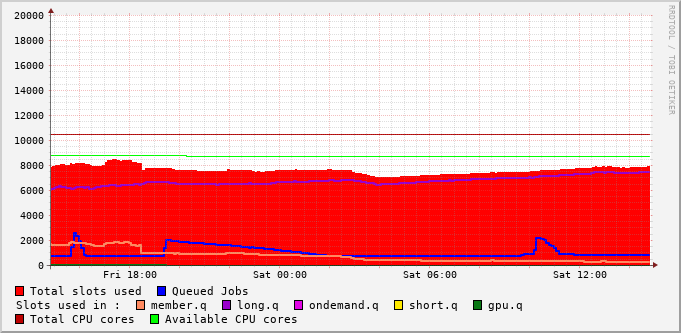 20000
18000
16000
14000
12000
10000
8000
6000
4000
2000
0
Fri 18:00 Sat 00:00 Sat 06:00 Sat 12:00
RRDTOOL / TOBI OETIKER
Total slots used Queued Jobs
Slots used in : member.q long.q ondemand.q short.q gpu.q
Total CPU cores Available CPU cores